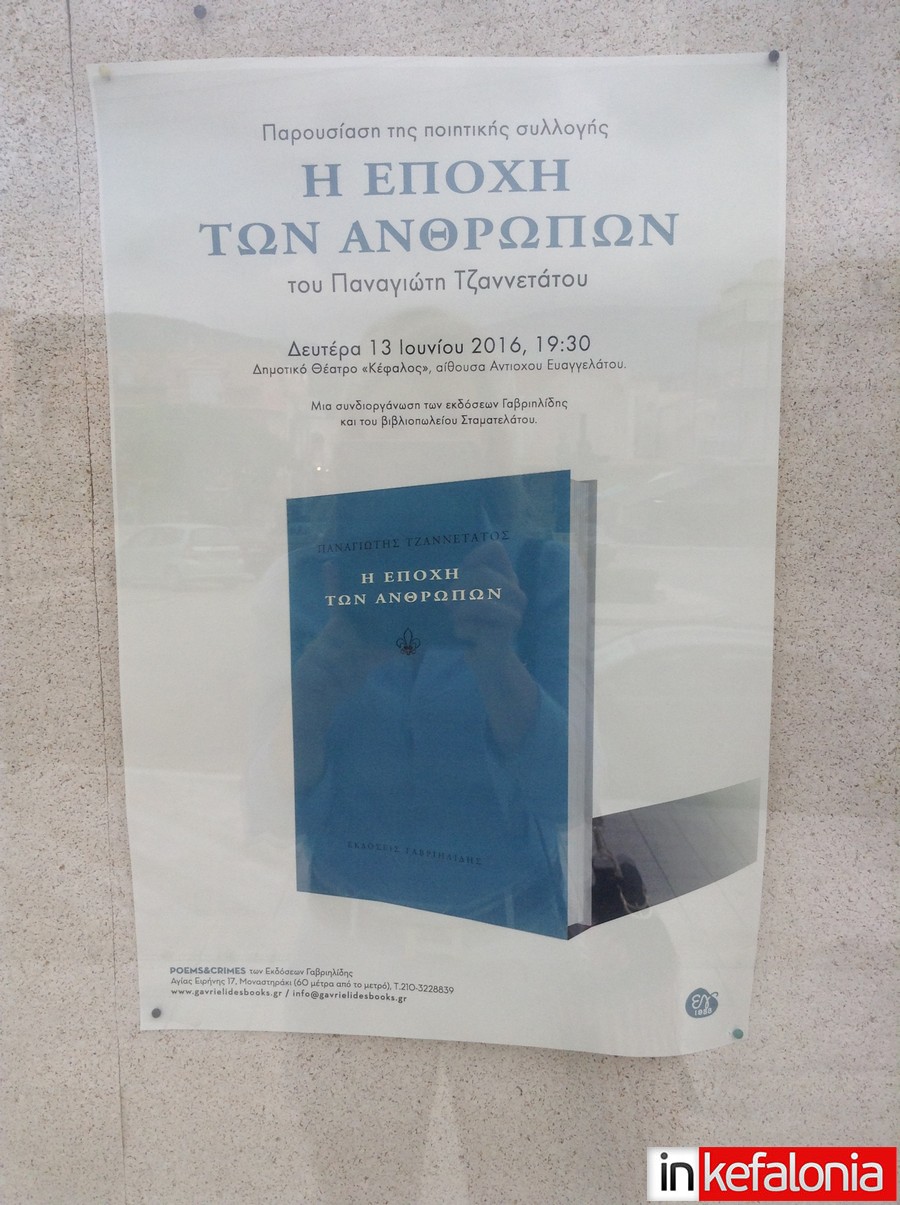 Παρουσίαση της ποιητικής συλλογής
Η ΕΠΟΧΗ
ΤΩΝ ΑΝΘΡΩΠΩΝ
του Παναγιώτη Τζαννετάτου
Δευτέρα 13 Ιουνίου 2016, 19:30
Δημοτικό Θέατρο «Κέφαλος», αίθουσα Αντιοχου Ευαγγελάτου.
Μια συνδιοργάνωση των εκδόσεων Γαβριηλίδης
και του βιβλιοπωλείου Σταματελάτου.
ΠΑΝΑΓΙΩΤΗΣ ΤΖΑΝΝΕΤΑΤΟΣ
Η ΕΠΟΧΗ
ΤΩΝ ΑΝΘΡΩΠΩΝ
ΕΚΔΟΣΕΙΣ ΓΑΒΡΙΗΛΙΔΗΣ
POEMS&CRIMES των Εκδόσεων Γαβριηλίδης
Αγίας Ειρήνης 17, Μοναστηράκι (60 μέτρα από το μετρό), Τ.210-3228839
www.gavrielidesbooks.gr / info@gavrielidesbooks.gr
εγ
inkefalonia